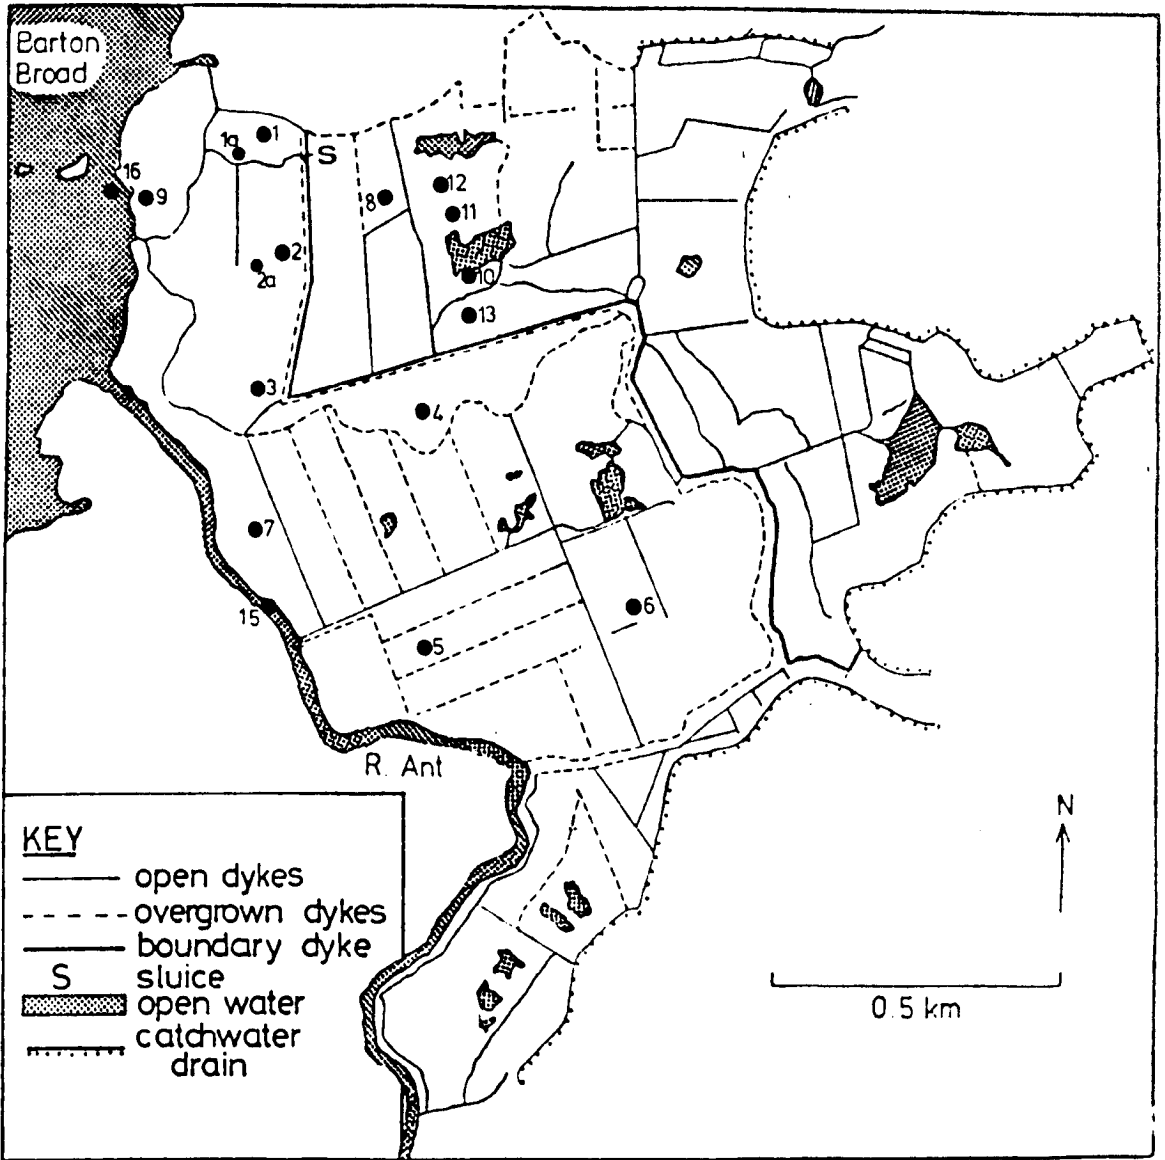 Barton
Broad
1
1a
S
16
9
8
12
11
2
2a
10
13
3
4
7
15
6
5
R. Ant
N
KEY
open dykes
overgrown dykes
boundary dyke
S sluice
open water
catchwater
drain
0.5 km